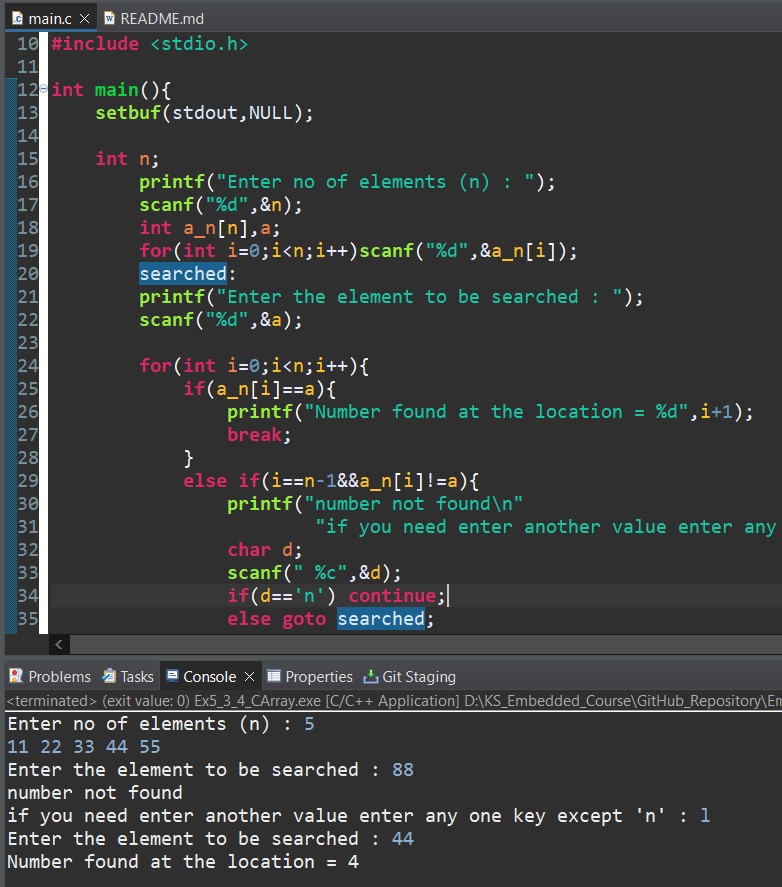 main.c README.md
10 #include <stdio.h>
11
12 int main(){
13     setbuf(stdout,NULL);
14
15     int n;
16         printf("Enter no of elements (n) : ");
17         scanf("%d",&n);
18         int a_n[n],a;
19         for(int i=0;i<n;i++)scanf("%d",&a_n[i]);
20         searched:
21         printf("Enter the element to be searched : ");
22         scanf("%d",&a);
23
24         for(int i=0;i<n;i++){
25             if(a_n[i]==a){
26                 printf("Number found at the location = %d",i+1);
27                 break;
28             }
29             else if(i==n-1&&a_n[i]!=a){
30                 printf("number not found\n"
31                         "if you need enter another value enter any
32                 char d;
33                 scanf(" %c",&d);
34                 if(d=='n') continue;
35                 else goto searched;
Problems Tasks Console Properties Git Staging
<terminated> (exit value: 0) Ex5_3_4_CArray.exe [C/C++ Application] D:\KS_Embedded_Course\GitHub_Repository\Em
Enter no of elements (n) : 5
11 22 33 44 55
Enter the element to be searched : 88
number not found
if you need enter another value enter any one key except 'n' : l
Enter the element to be searched : 44
Number found at the location = 4